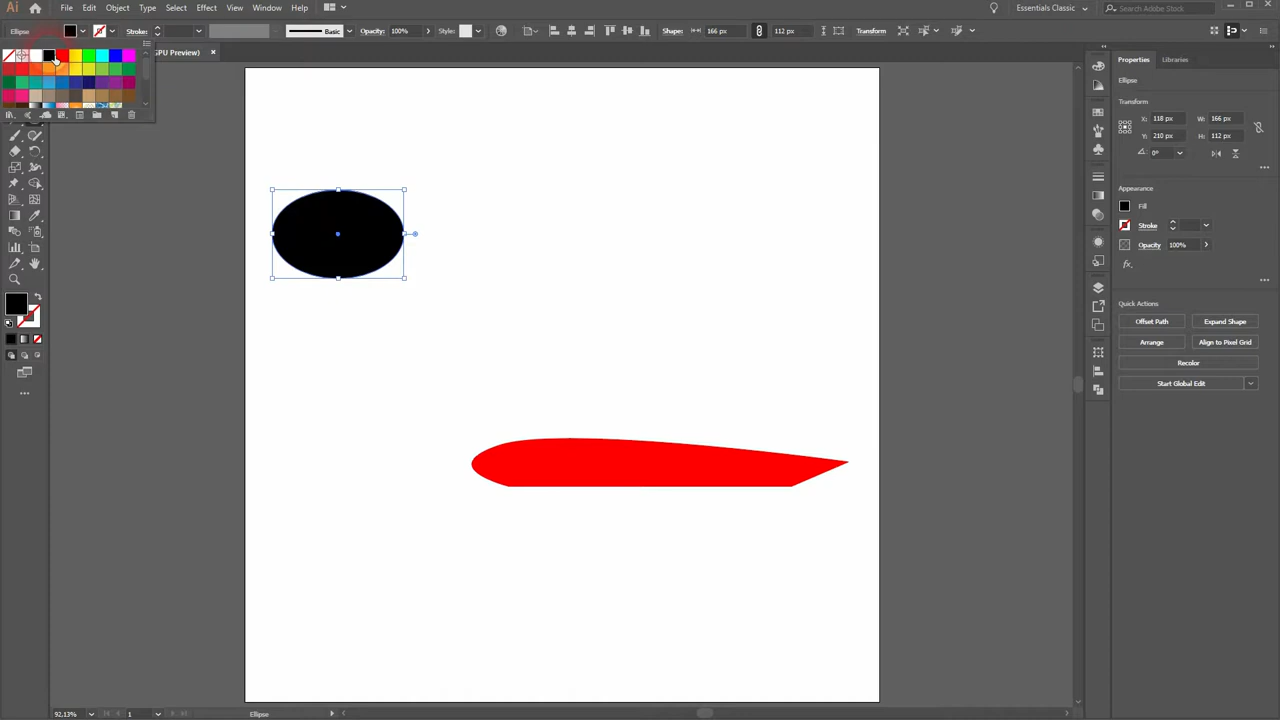 Ai File Edit Object Type Select Effect View Window Help Essentials Classic Search Adobe Stock
Ellipse Stroke: Basic Opacity: 100% Style: Shape: 166 px 112 px Transform
GPU Preview) ×
Properties Libraries
Ellipse
Transform
X: 118 px W: 166 px
Y: 210 px H: 112 px
0°
Appearance
Fill
Stroke
Opacity 100%
fx.
Quick Actions
Offset Path Expand Shape
Arrange Align to Pixel Grid
Recolor
Start Global Edit
92.13% 1 Ellipse